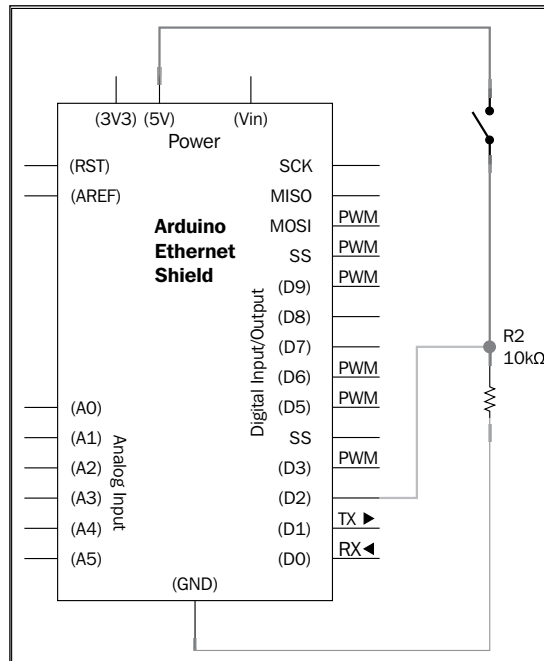 (3V3) (5V) (Vin)
Power
(RST)
(AREF)
Arduino
Ethernet
Shield
(A0)
(A1)
(A2)
(A3)
(A4)
(A5)
Analog Input
Digital Input/Output
SCK
MISO
MOSI PWM
SS PWM
(D9) PWM
(D8)
(D7)
(D6) PWM
(D5) PWM
SS
(D3) PWM
(D2)
(D1) TX ►
(D0) RX◄
(GND)
R2
10kΩ